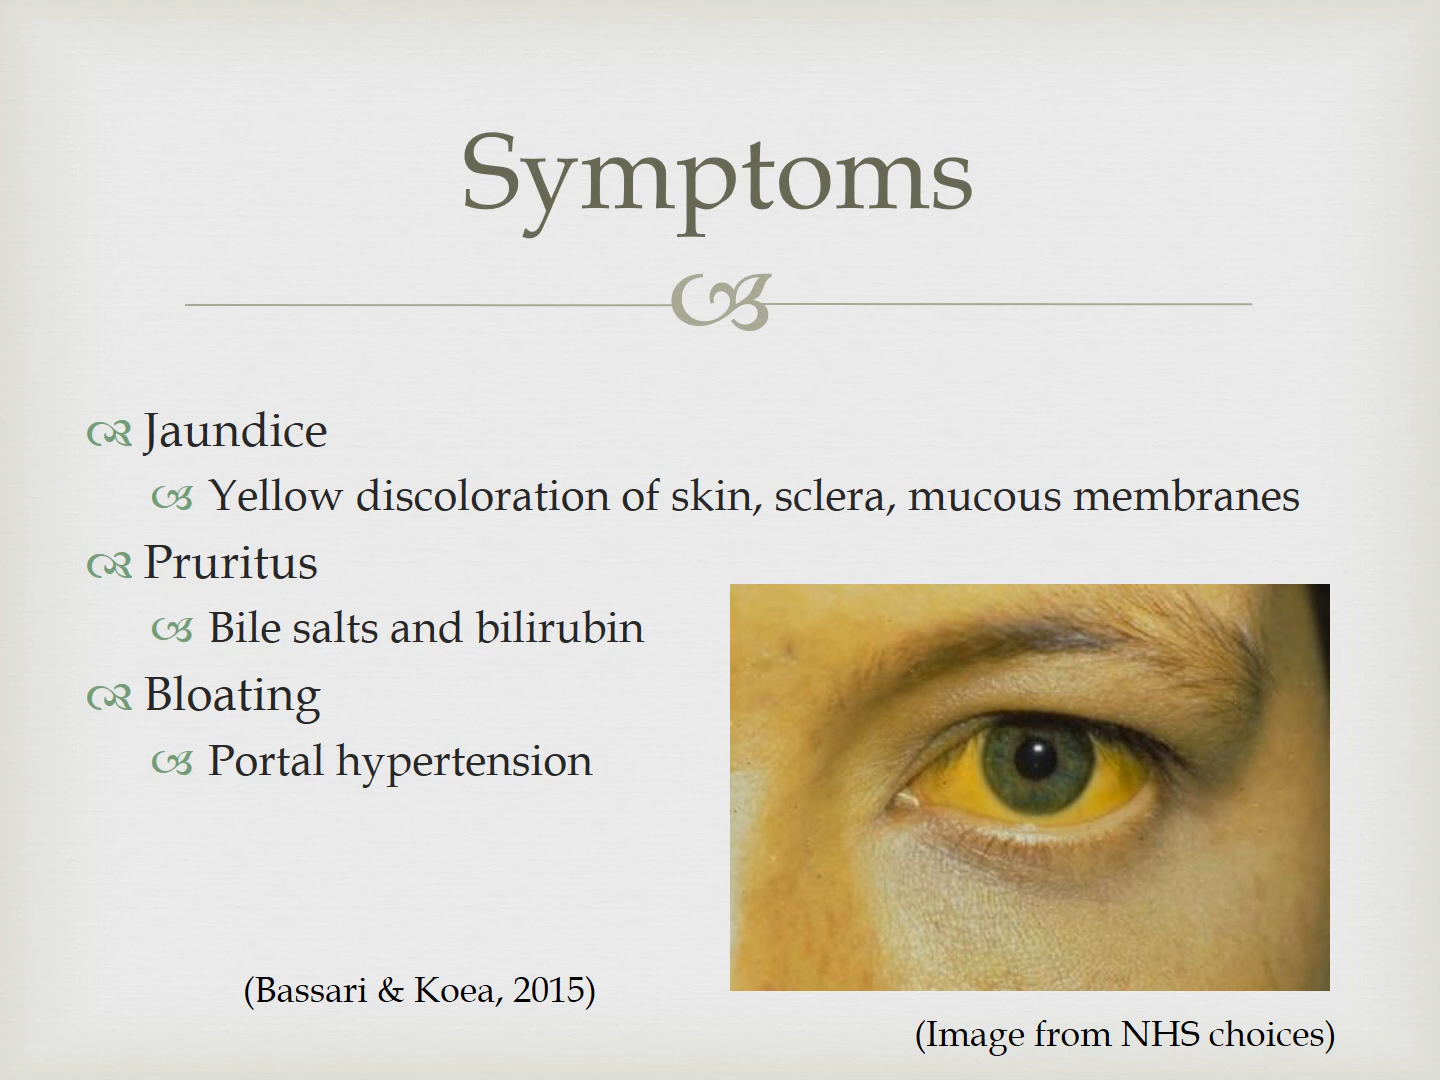 Symptoms
Jaundice
Yellow discoloration of skin, sclera, mucous membranes
Pruritus
Bile salts and bilirubin
Bloating
Portal hypertension
(Bassari & Koea, 2015)
(Image from NHS choices)